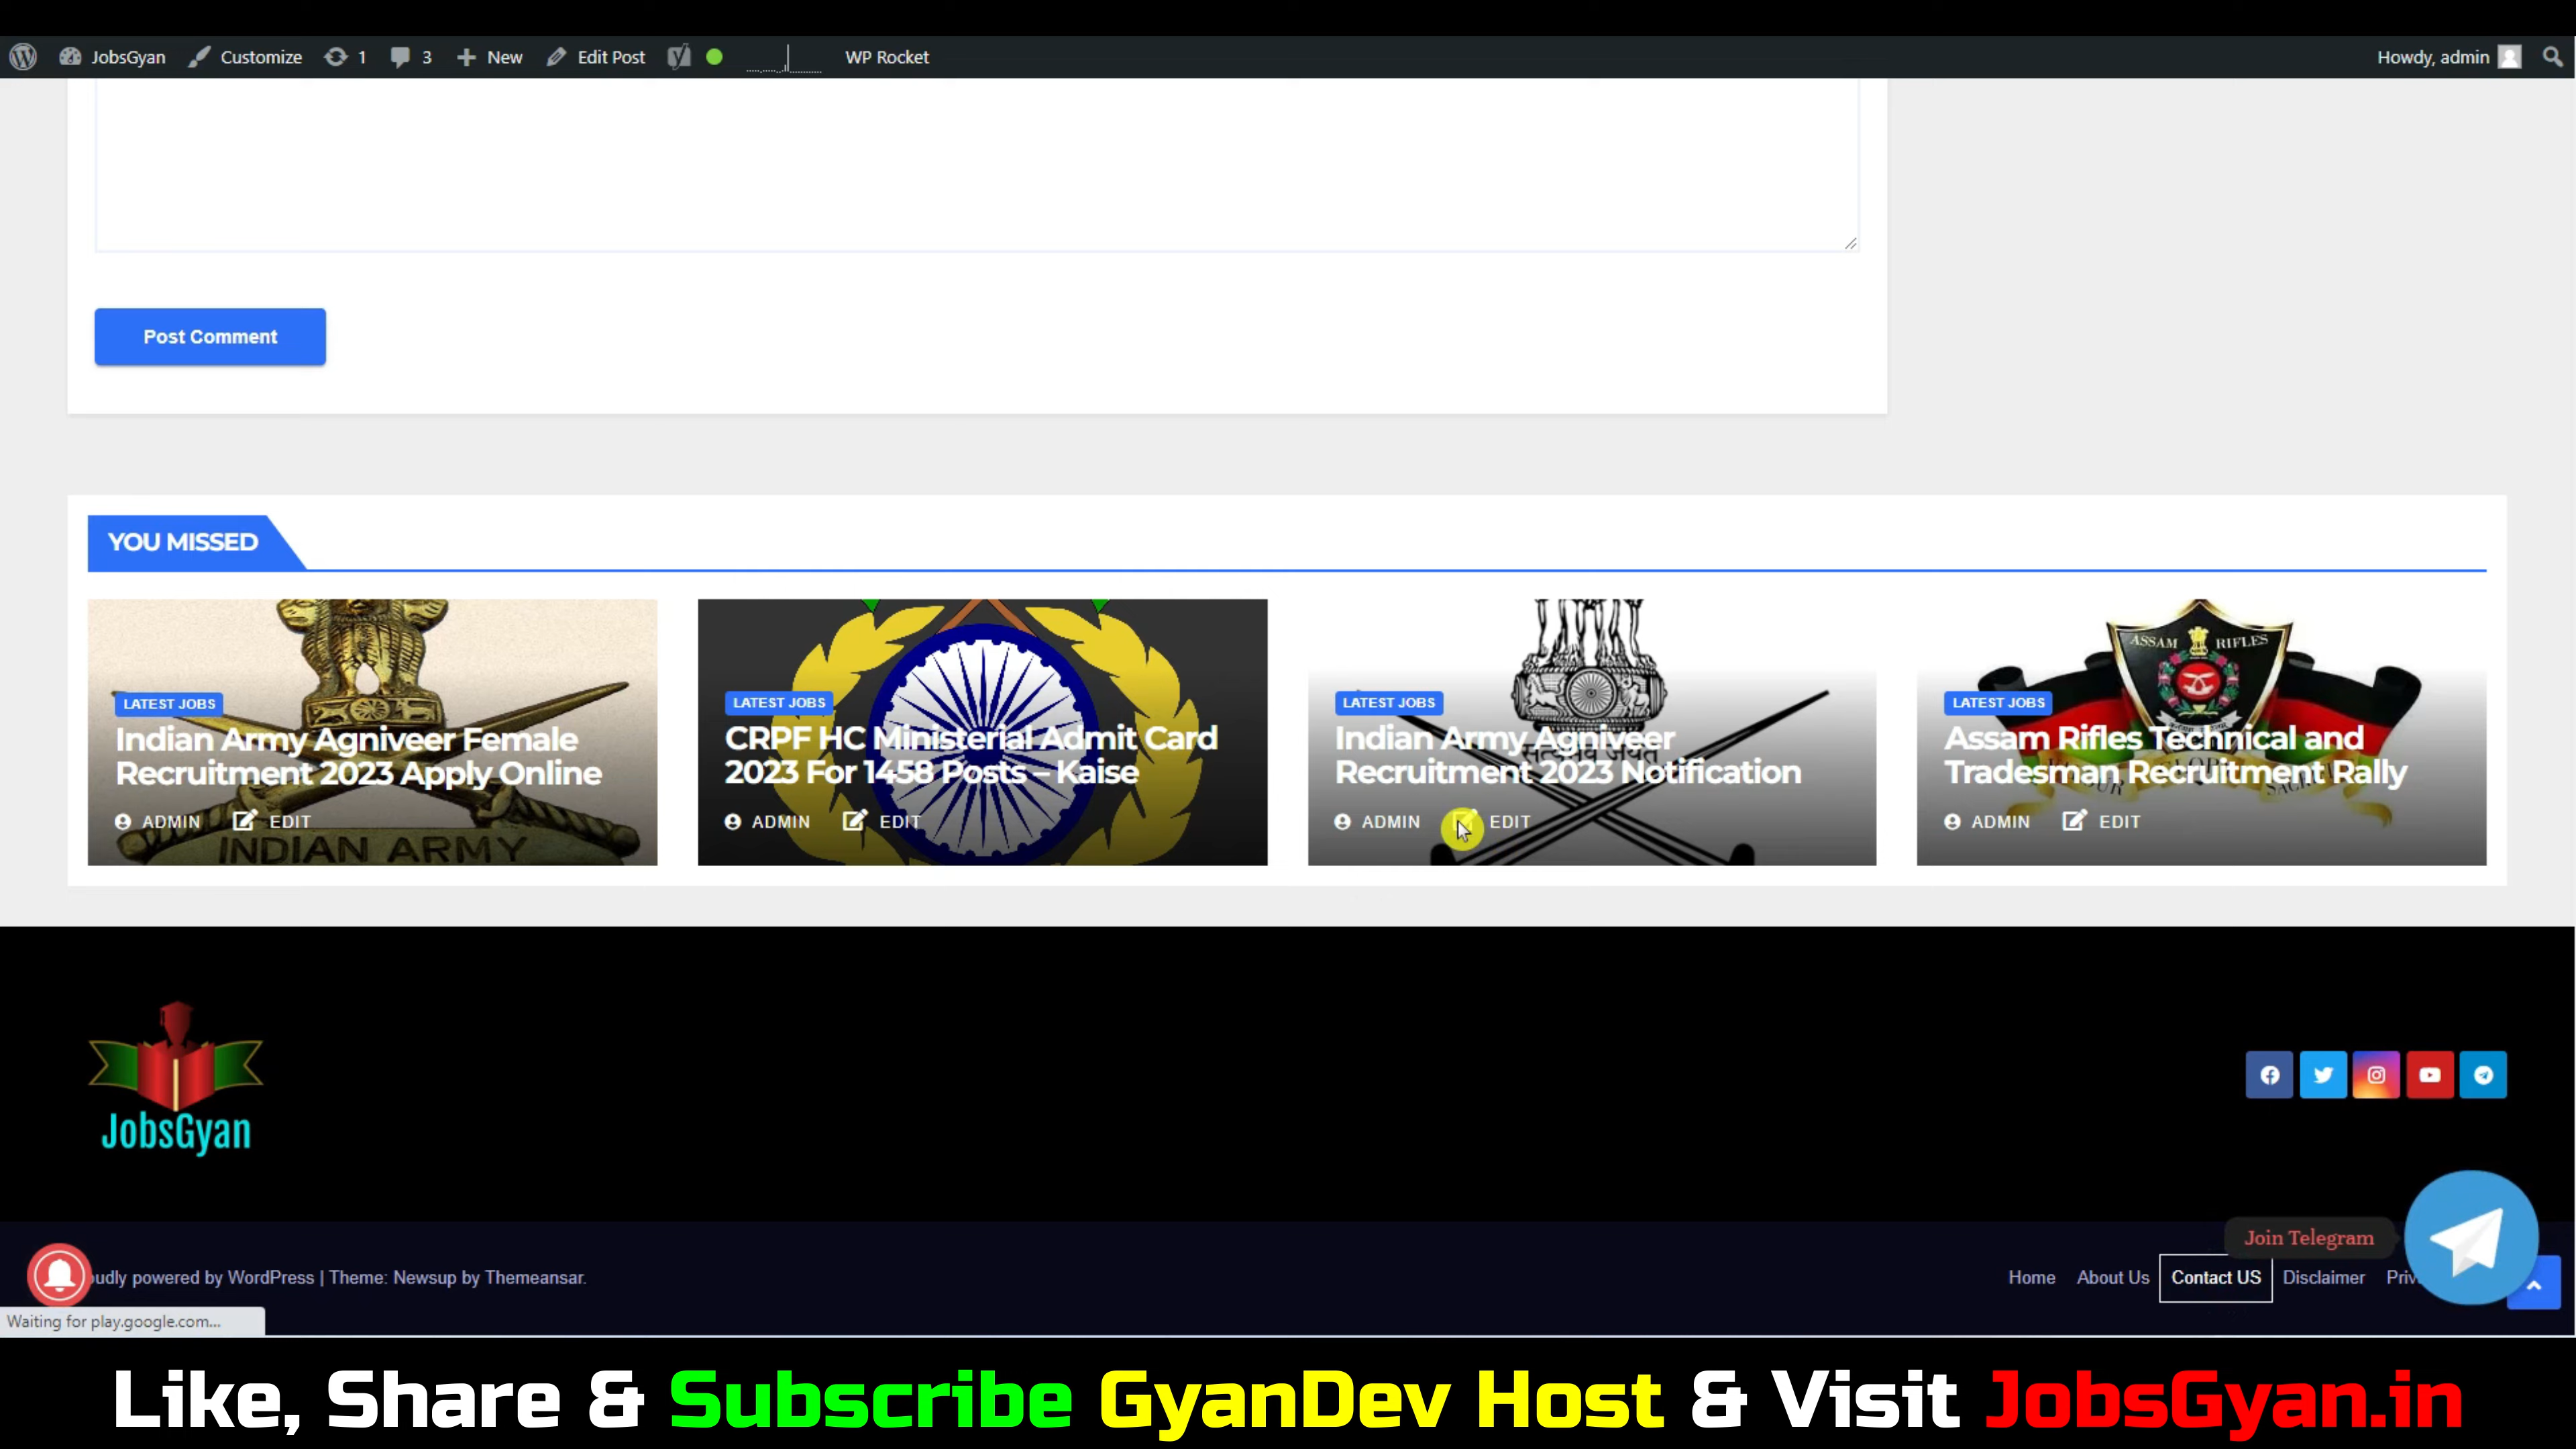 JobsGyan Customize 1 3 New Edit Post WP Rocket Howdy, admin
Post Comment
YOU MISSED
LATEST JOBS
Indian Army Agniveer Female
Recruitment 2023 Apply Online
ADMIN EDIT
INDIAN ARMY
LATEST JOBS
CRPF HC Ministerial Admit Card
2023 For 1458 Posts – Kaise
ADMIN EDIT
LATEST JOBS
Indian Army Agniveer
Recruitment 2023 Notification
ADMIN EDIT
ASSAM RIFLES
LATEST JOBS
Assam Rifles Technical and
Tradesman Recruitment Rally
ADMIN EDIT
JobsGyan
Join Telegram
oudly powered by WordPress | Theme: Newsup by Themeansar.
Home About Us Contact US Disclaimer
Waiting for play.google.com...
Like, Share & Subscribe GyanDev Host & Visit JobsGyan.in